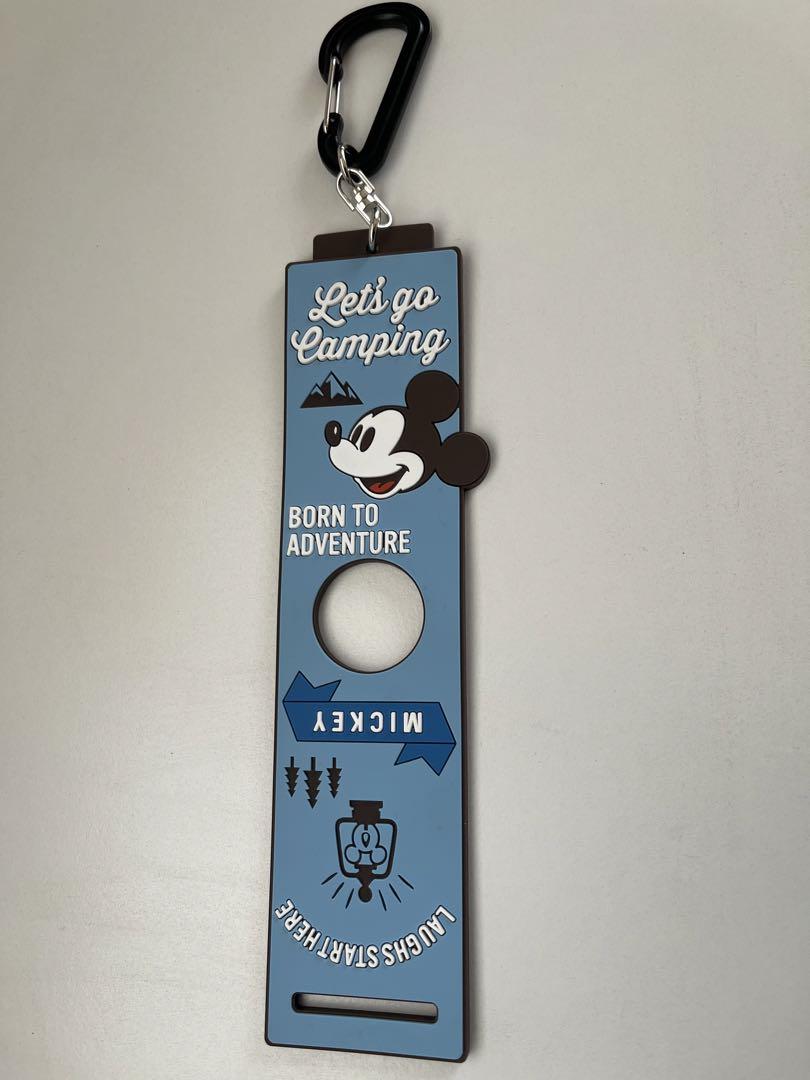 Let's go
Camping
BORN TO
ADVENTURE
MICKEY
LAUGHS START HERE